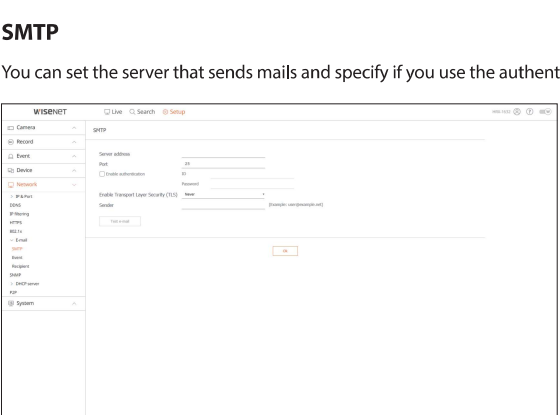 SMTP
You can set the server that sends mails and specify if you use the authent
WISENET
Live Search Setup
Camera
Record
Event
Device
Network
IP & Port
DDNS
IP filtering
HTTPS
802.1x
E-mail
SMTP
Event
Recipient
SNMP
DHCP server
P2P
System
SMTP
Server address
Port
Enable authentication ID
Password
Enable Transport Layer Security (TLS) Never
Sender [Example: user@example.net]
Test e-mail
OK